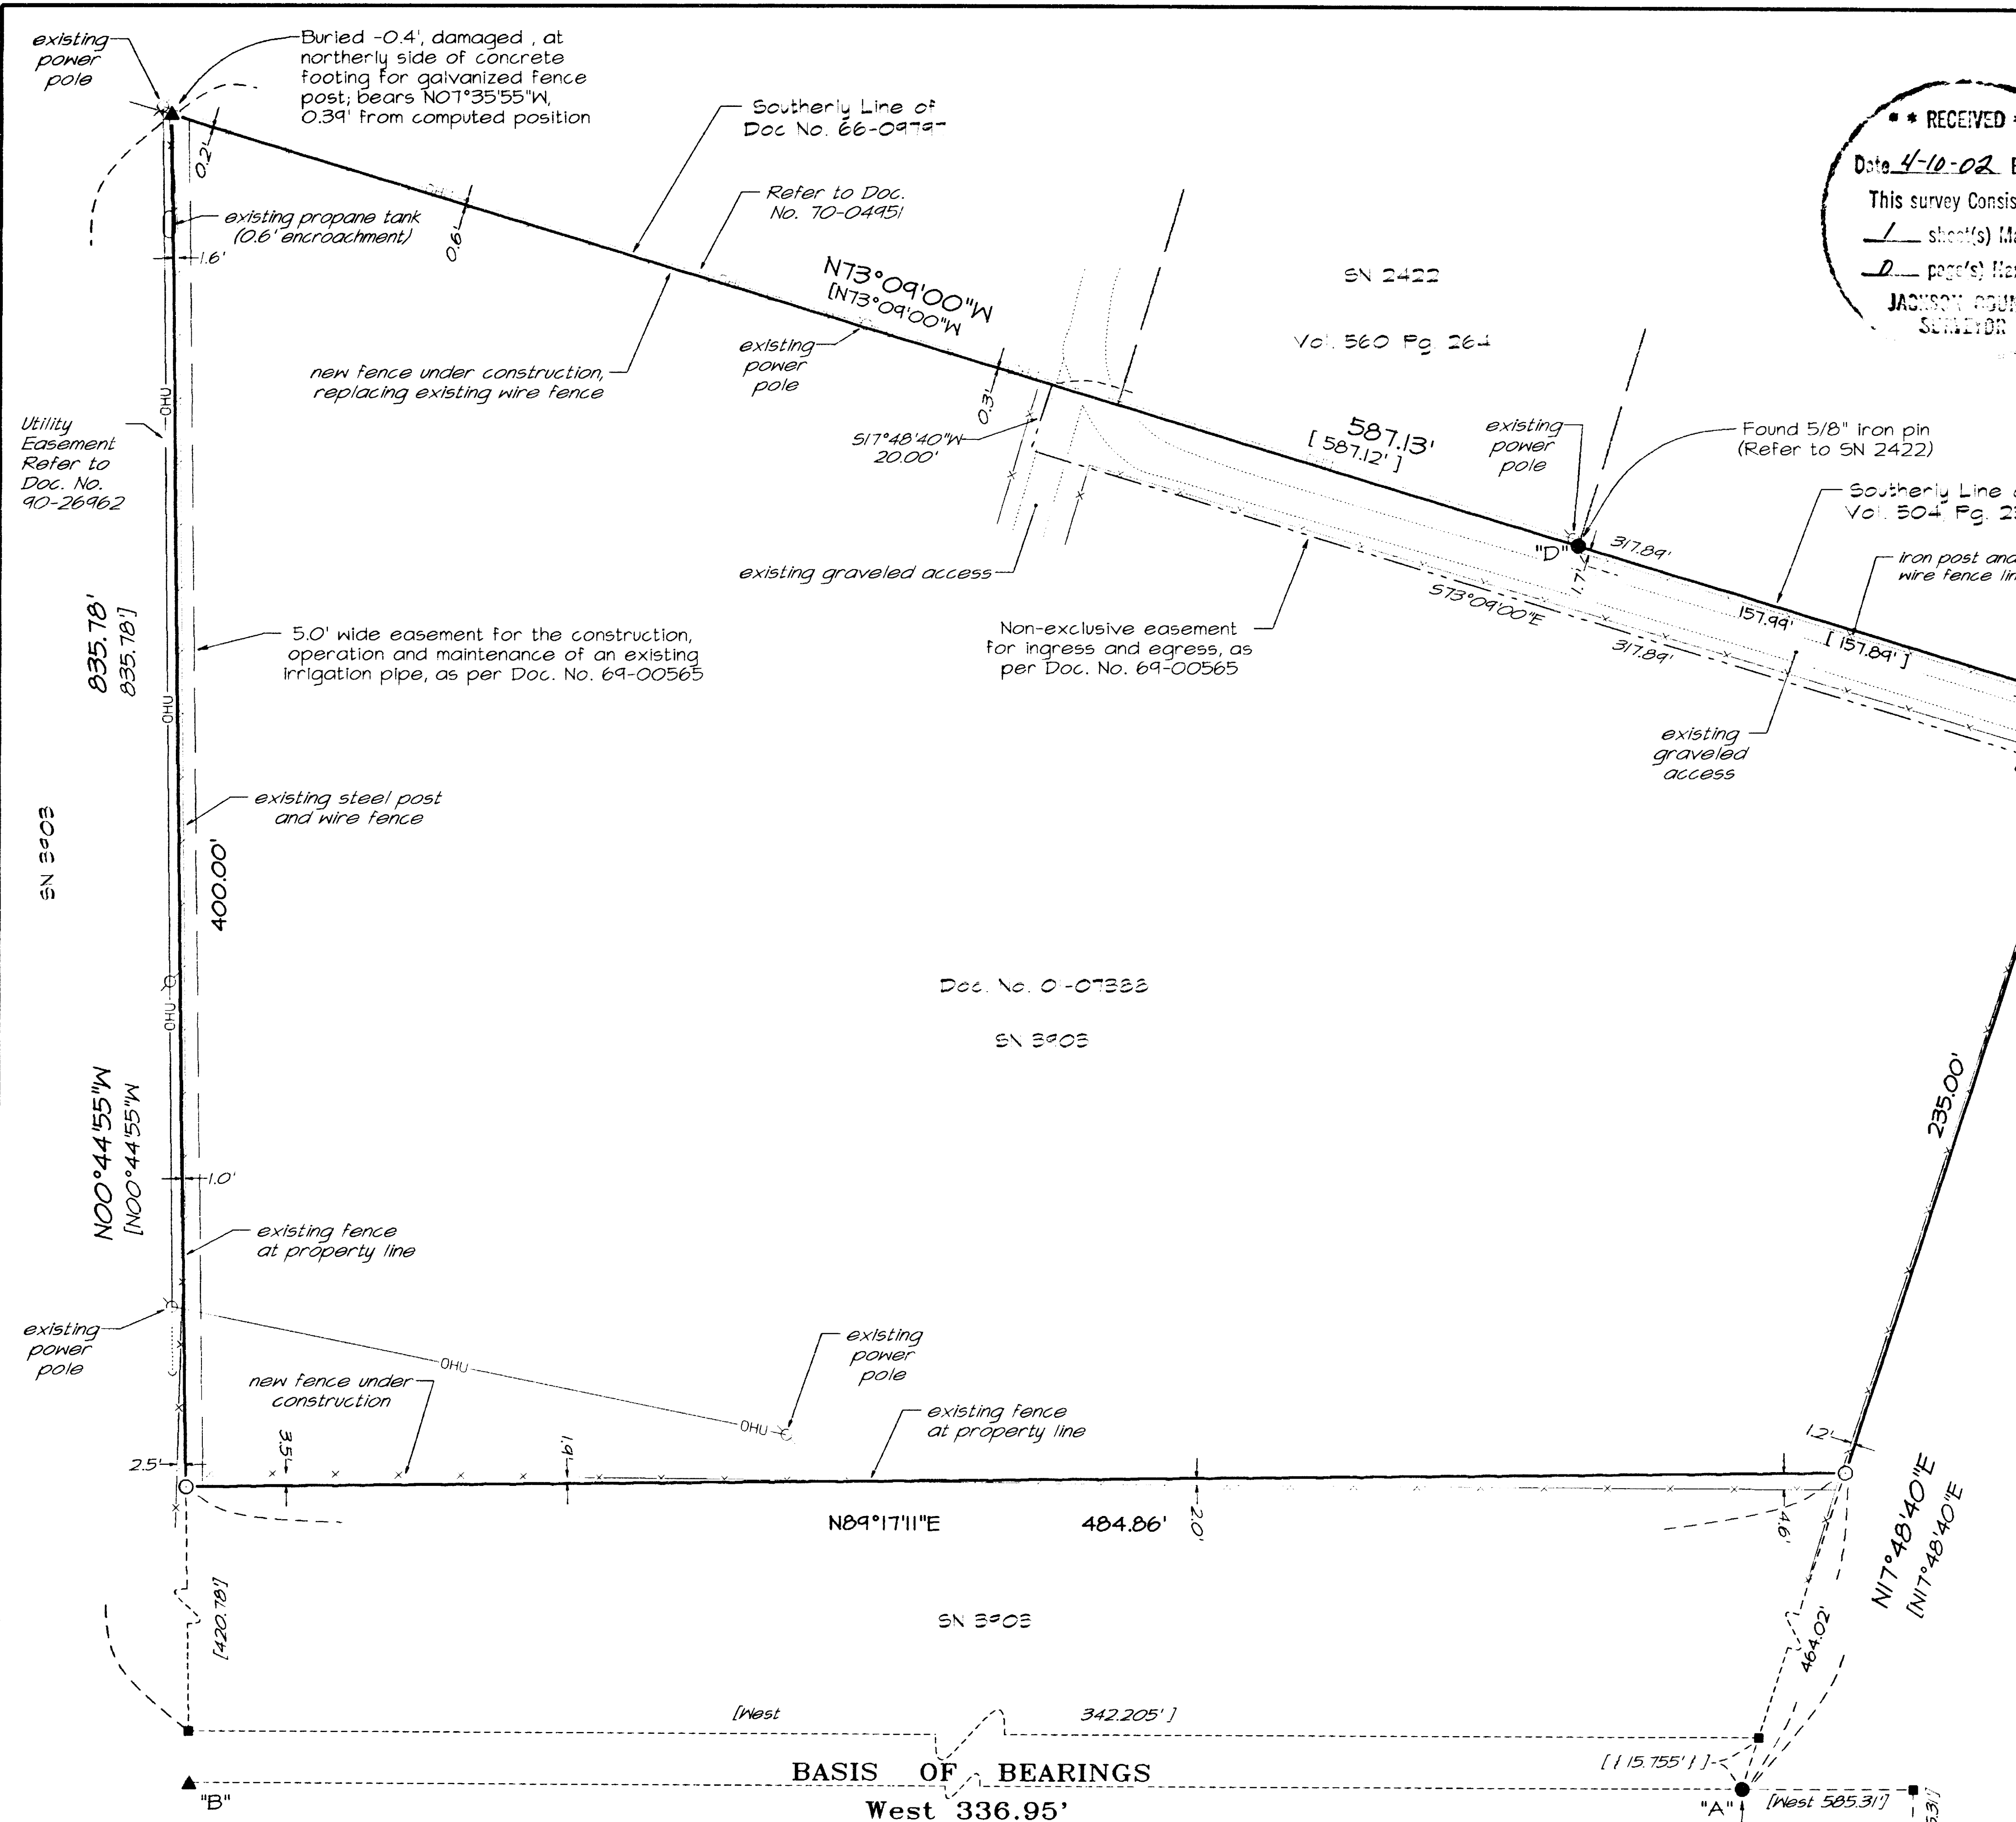 existing
power
pole
Buried -0.4', damaged , at
northerly side of concrete
footing for galvanized fence
post; bears N07°35'55"W,
0.39' from computed position
Southerly Line of
Doc No. 66-09797
Refer to Doc.
No. 70-04951
* * RECEIVED *
Date 4-10-02
This survey Consis
1 sheet(s) Ma
0 page(s) Nar
JACKSON COUN
SURVEYOR
0.2'
existing propane tank
(0.6' encroachment)
1.6'
0.6'
OHU
N73°09'00"W
[N73°09'00"W
SN 2422
Vol. 560 Pg. 264
new fence under construction,
replacing existing wire fence
existing
power
pole
0.3'
S17°48'40"W
20.00'
587.13'
[ 587.12' ]
existing
power
pole
Found 5/8" iron pin
(Refer to SN 2422)
Southerly Line
Vol. 504, Pg.
iron post and
wire fence lin
Utility
Easement
Refer to
Doc. No.
90-26962
OHU
existing graveled access
"D"
317.89'
1.7'
157.99'
[ 157.89' ]
S73°09'00"E
317.89'
Non-exclusive easement
for ingress and egress, as
per Doc. No. 69-00565
5.0' wide easement for the construction,
operation and maintenance of an existing
irrigation pipe, as per Doc. No. 69-00565
835.78'
835.78']
OHU
existing
graveled
access
existing steel post
and wire fence
SN 3903
400.00'
Doc. No. 01-07388
SN 3903
OHU
N00°44'55"W
[N00°44'55"W
1.0'
235.00'
existing fence
at property line
existing
power
pole
OHU
existing
power
pole
new fence under
construction
OHU
existing fence
at property line
2.5'
3.5'
1.9'
1.2'
N89°17'11"E 484.86'
2.0'
4.6'
N17°48'40"E
[N17°48'40"E
[420.78']
SN 3903
464.02'
[West 342.205' ]
[ { 15.755' } ]
BASIS OF BEARINGS
West 336.95'
"B"
"A"
[West 585.31']
5.31']